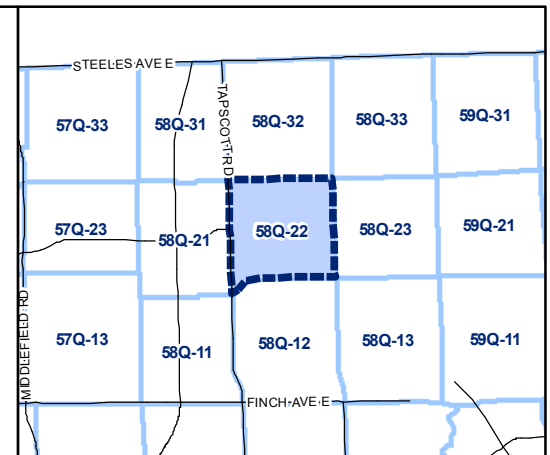 STEELES AVE E
TAPSCOTT RD
57Q-33
58Q-31
58Q-32
58Q-33
59Q-31
57Q-23
58Q-21
58Q-22
58Q-23
59Q-21
MIDDLEFIELD RD
57Q-13
58Q-11
58Q-12
58Q-13
59Q-11
FINCH AVE E